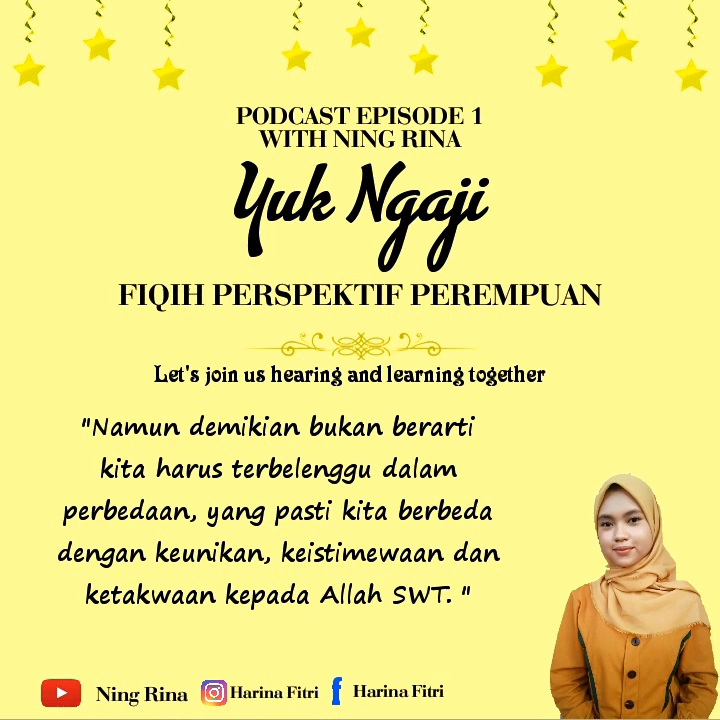 PODCAST EPISODE 1
WITH NING RINA
Yuk Ngaji
FIQIH PERSPEKTIF PEREMPUAN
Let's join us hearing and learning together
"Namun demikian bukan berarti
kita harus terbelenggu dalam
perbedaan, yang pasti kita berbeda
dengan keunikan, keistimewaan dan
ketakwaan kepada Allah SWT. "
Ning Rina Harina Fitri Harina Fitri